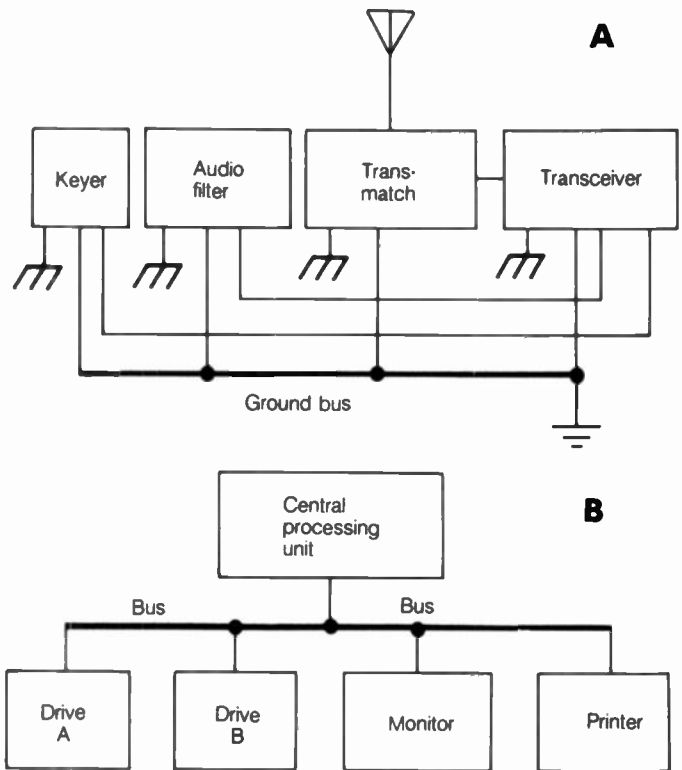 A
Keyer
Audio
filter
Trans-
match
Transceiver
Ground bus
B
Central
processing
unit
Bus
Bus
Drive
A
Drive
B
Monitor
Printer